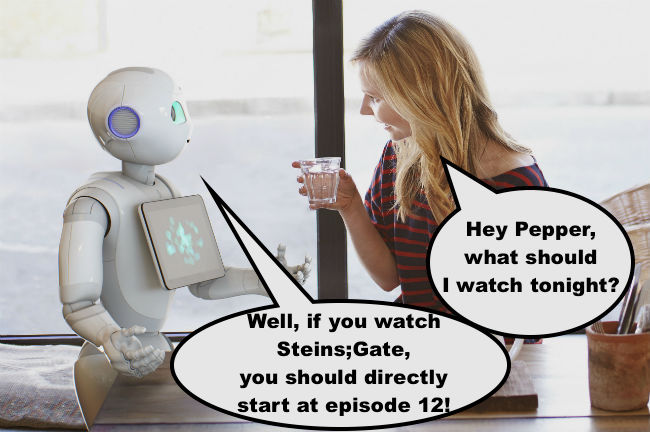 Hey Pepper,
what should
I watch tonight?
Well, if you watch
Steins;Gate,
you should directly
start at episode 12!